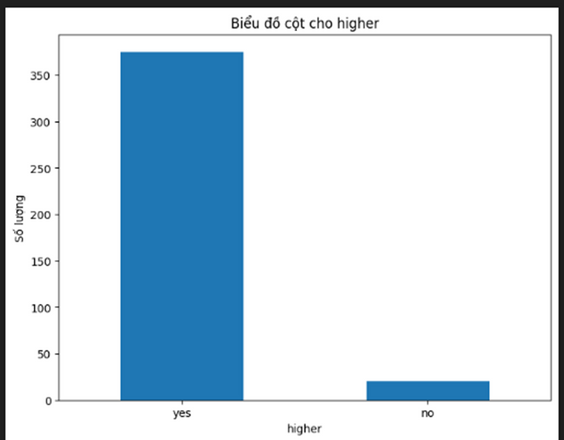 Biểu đồ cột cho higher
350
300
250
200
150
100
50
0
Số lượng
yes
no
higher